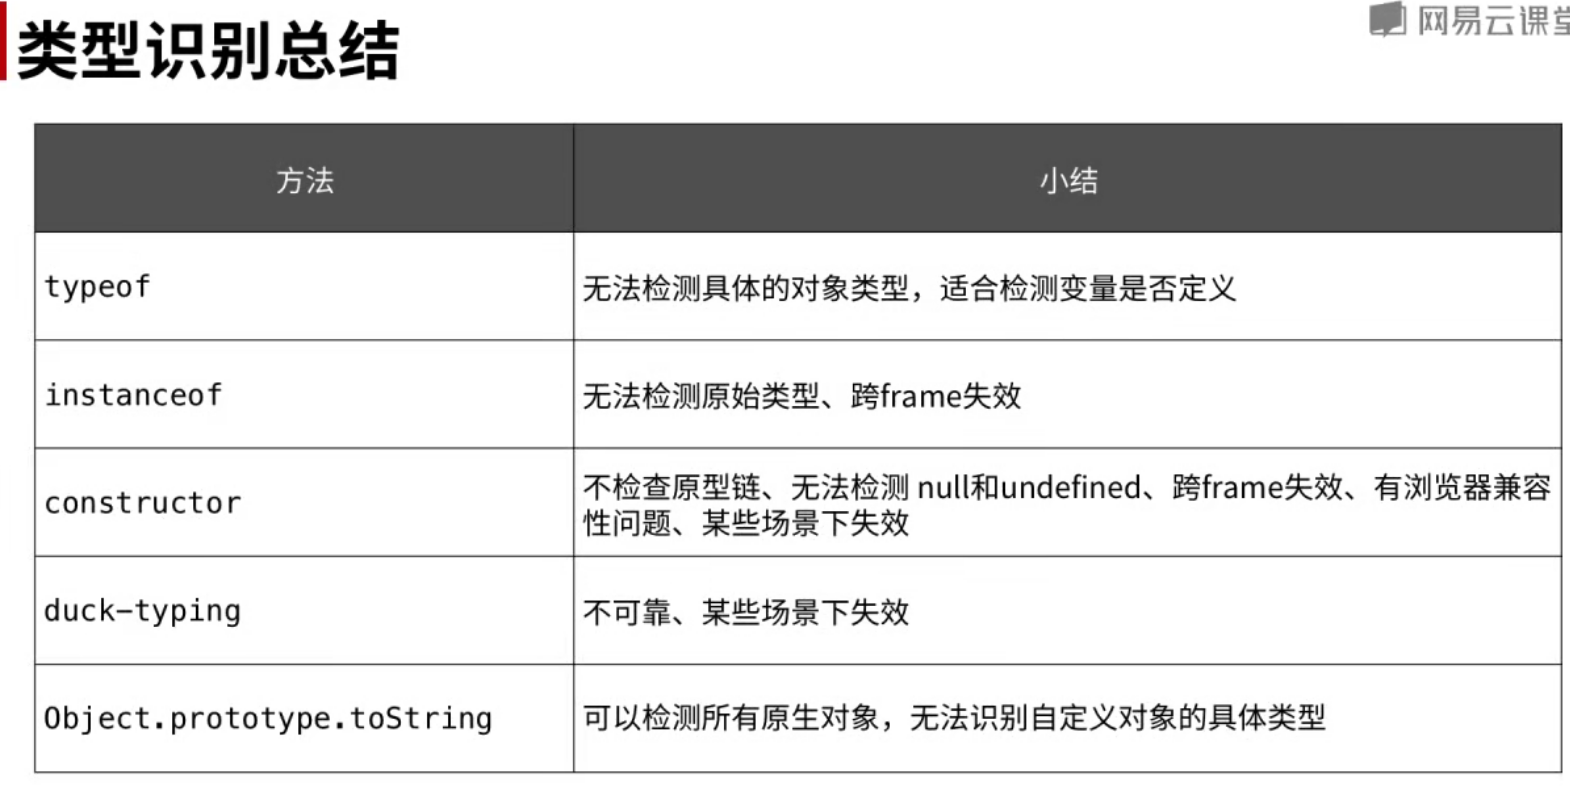 类型识别总结
网易云课堂
方法
小结
typeof
无法检测具体的对象类型，适合检测变量是否定义
instanceof
无法检测原始类型、跨frame失效
constructor
不检查原型链、无法检测 null和undefined、跨frame失效、有浏览器兼容
性问题、某些场景下失效
duck-typing
不可靠、某些场景下失效
Object.prototype.toString
可以检测所有原生对象，无法识别自定义对象的具体类型